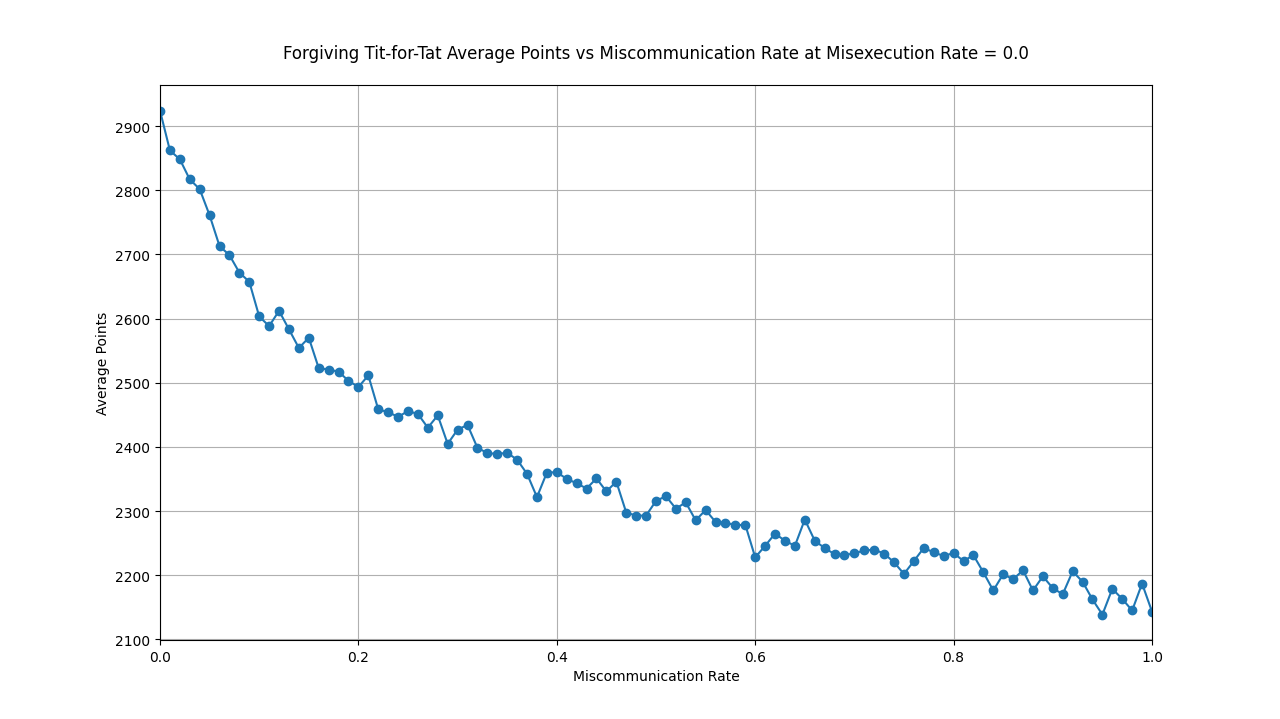 Forgiving Tit-for-Tat Average Points vs Miscommunication Rate at Misexecution Rate = 0.0
Average Points
2900
2800
2700
2600
2500
2400
2300
2200
2100
0.0 0.2 0.4 0.6 0.8 1.0
Miscommunication Rate